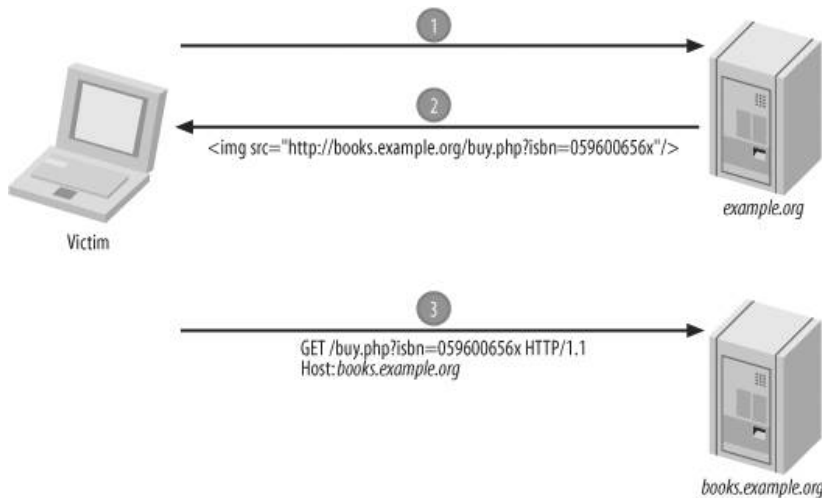 1
2
<img src="http://books.example.org/buy.php?isbn=059600656x"/>
Victim
example.org
3
GET /buy.php?isbn=059600656x HTTP/1.1
Host: books.example.org
books.example.org